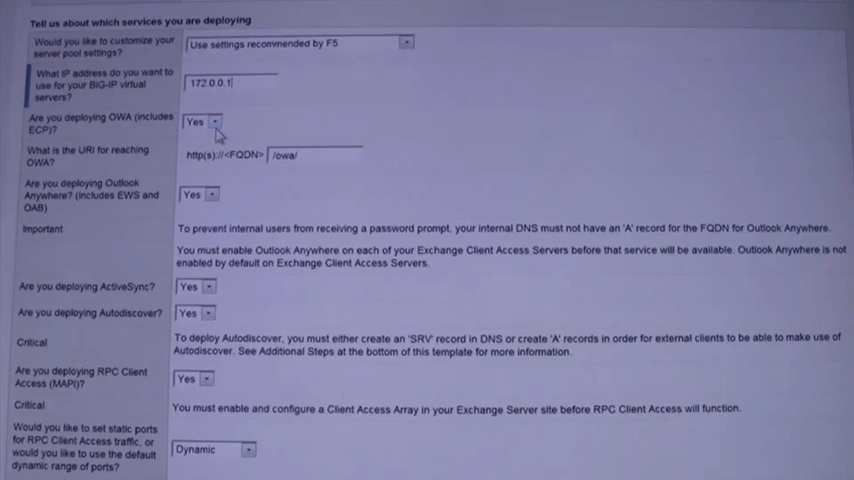 Tell us about which services you are deploying
Would you like to customize your
server pool settings?
Use settings recommended by F5
What IP address do you want to
use for your BIG-IP virtual
servers?
172.0.0.1
Are you deploying OWA (includes
ECP)?
Yes
What is the URI for reaching
OWA?
http(s)://<FQDN> /owa/
Are you deploying Outlook
Anywhere? (includes EWS and
OAB)
Yes
Important
To prevent internal users from receiving a password prompt, your internal DNS must not have an 'A' record for the FQDN for Outlook Anywhere.
You must enable Outlook Anywhere on each of your Exchange Client Access Servers before that service will be available. Outlook Anywhere is not
enabled by default on Exchange Client Access Servers.
Are you deploying ActiveSync?
Yes
Are you deploying Autodiscover?
Yes
Critical
To deploy Autodiscover, you must either create an 'SRV' record in DNS or create 'A' records in order for external clients to be able to make use of
Autodiscover. See Additional Steps at the bottom of this template for more information.
Are you deploying RPC Client
Access (MAPI)?
Yes
Critical
You must enable and configure a Client Access Array in your Exchange Server site before RPC Client Access will function.
Would you like to set static ports
for RPC Client Access traffic, or
would you like to use the default
dynamic range of ports?
Dynamic